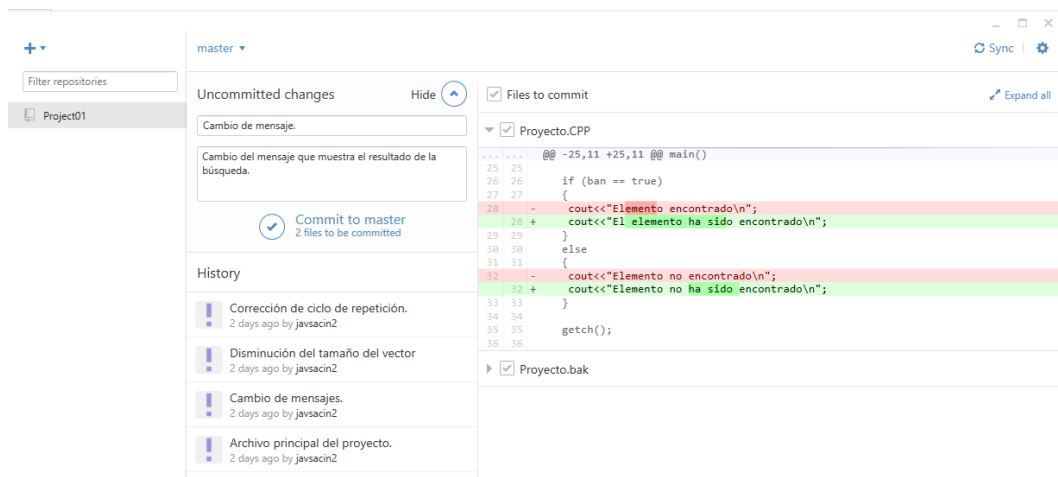 master
Sync
Filter repositories
Project01
Uncommitted changes
Hide
Cambio de mensaje.
Cambio del mensaje que muestra el resultado de la
búsqueda.
Commit to master
2 files to be committed
History
Corrección de ciclo de repetición.
2 days ago by javsacin2
Disminución del tamaño del vector
2 days ago by javsacin2
Cambio de mensajes.
2 days ago by javsacin2
Archivo principal del proyecto.
2 days ago by javsacin2
Files to commit
Expand all
Proyecto.CPP
... ... @@ -25,11 +25,11 @@ main()
25 25
26 26 if (ban == true)
27 27 {
28 - cout<<"Elemento encontrado\n";
28 + cout<<"El elemento ha sido encontrado\n";
29 29 }
30 30 else
31 31 {
32 - cout<<"Elemento no encontrado\n";
32 + cout<<"Elemento no ha sido encontrado\n";
33 33 }
34 34
35 35 getch();
36 36
Proyecto.bak